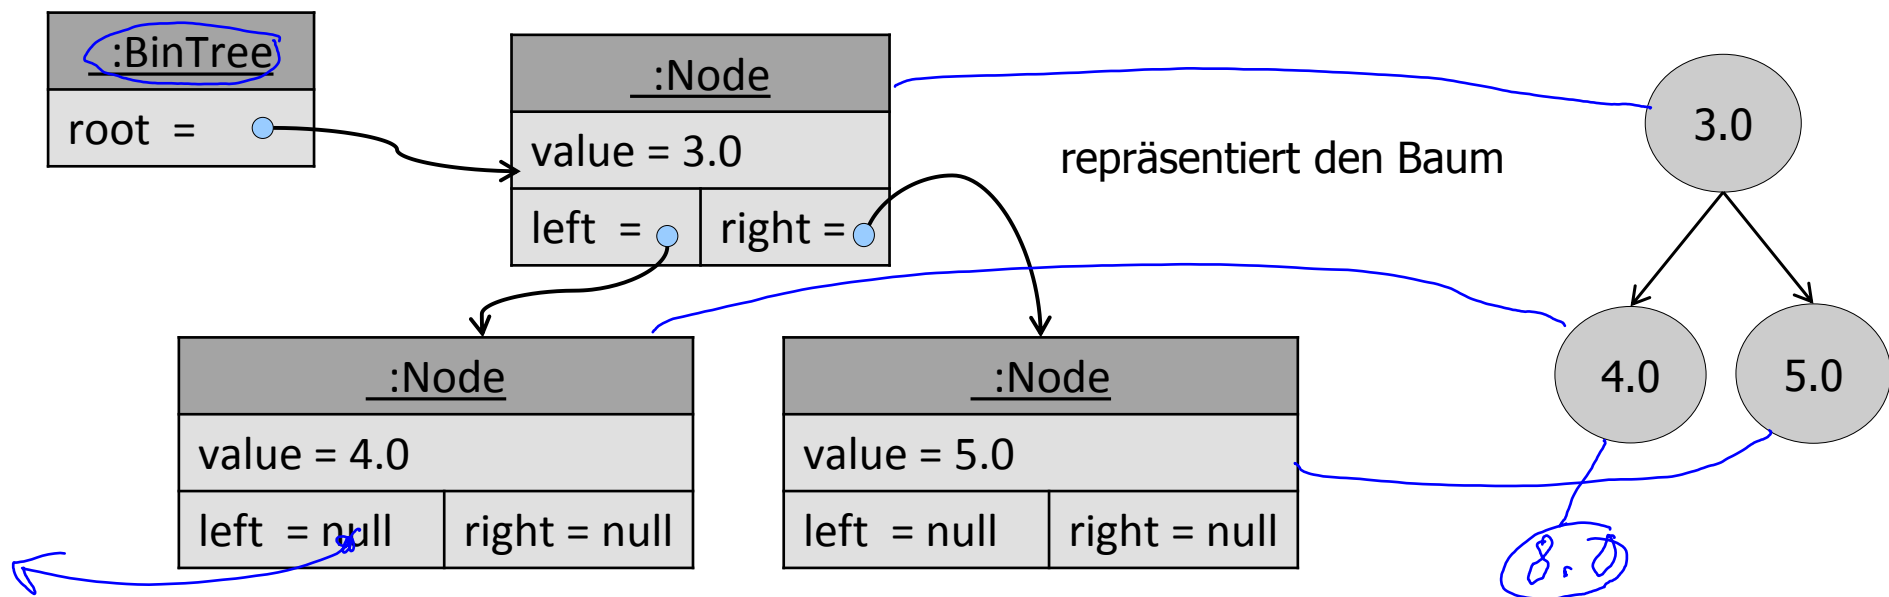 :BinTree
root =
:Node
value = 3.0
left =
right =
repräsentiert den Baum
3.0
4.0
5.0
:Node
value = 4.0
left = null
right = null
:Node
value = 5.0
left = null
right = null
8.0